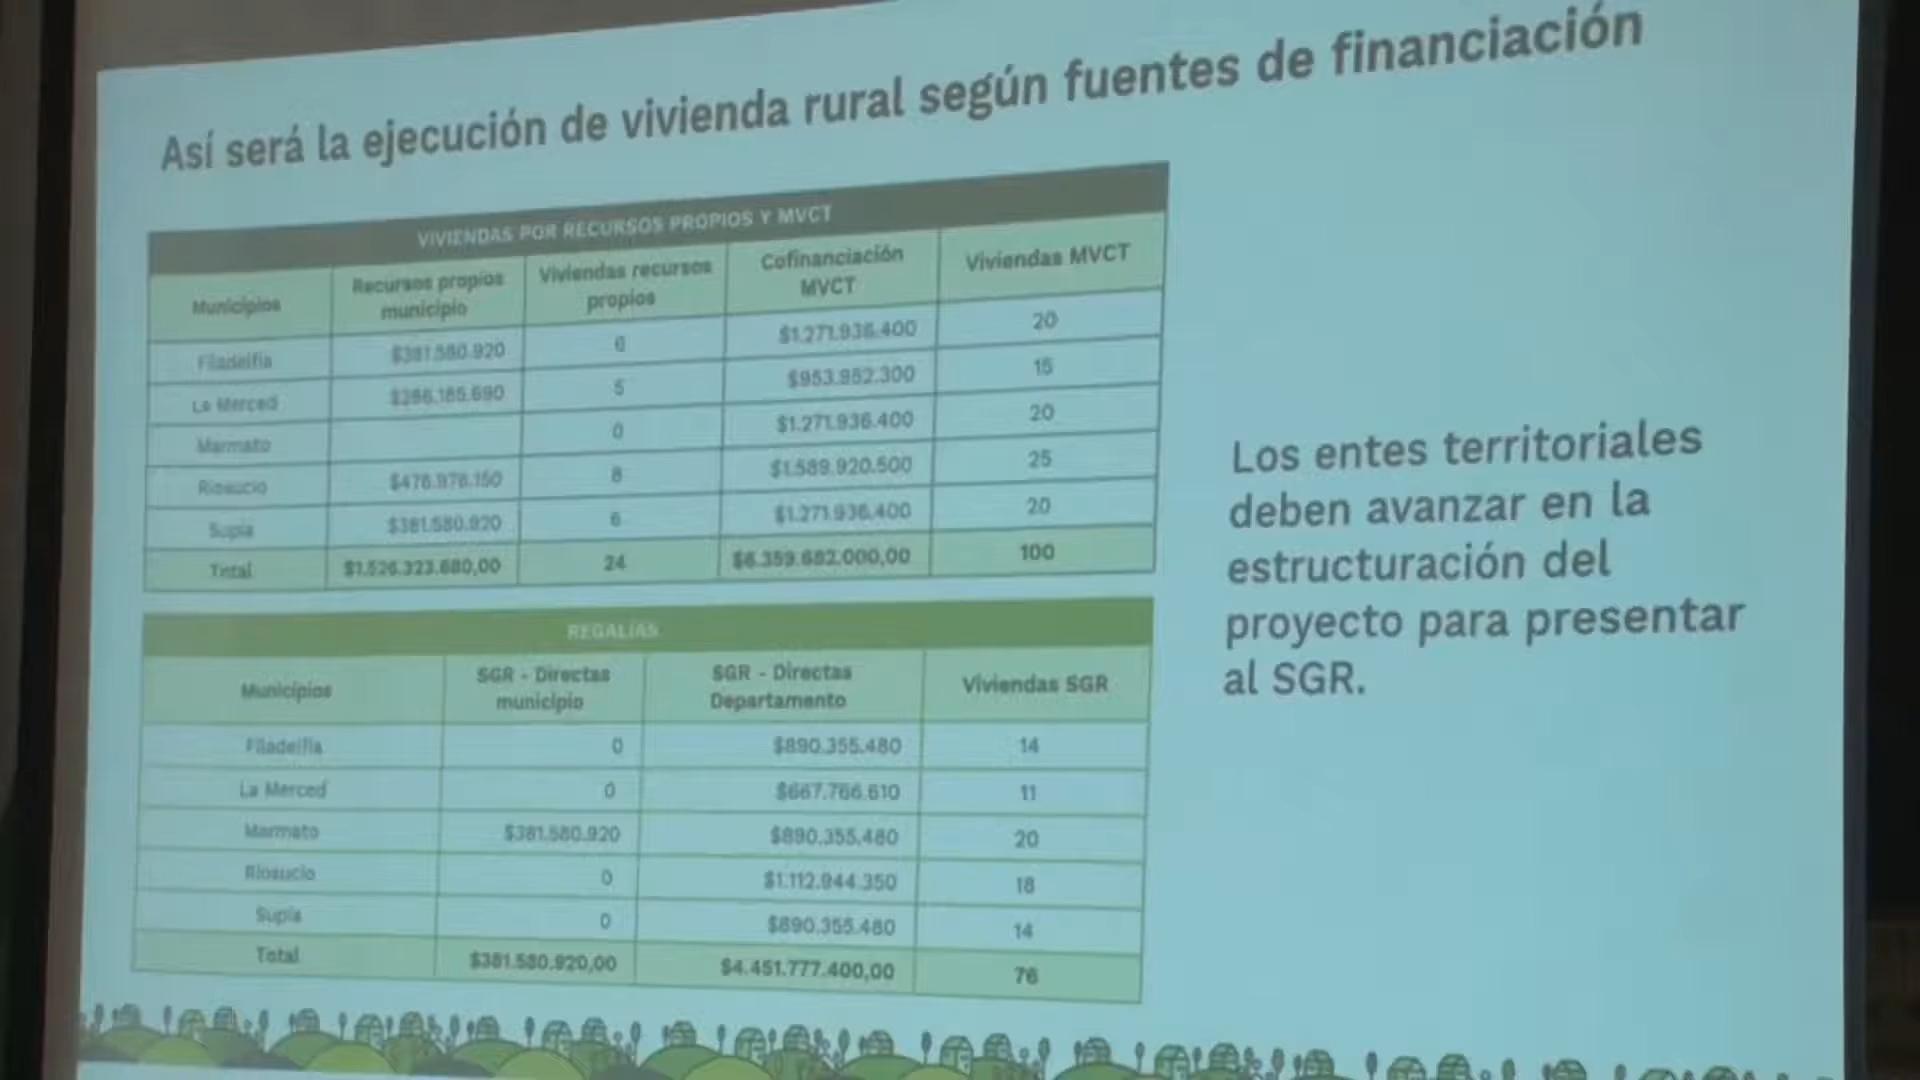 Así será la ejecución de vivienda rural según fuentes de financiación
VIVIENDAS POR RECURSOS PROPIOS Y MVCT
Municipios Recursos propios municipio Viviendas recursos propios Cofinanciación MVCT Viviendas MVCT
Filadelfia $381.580.920 6 $1.271.936.400 20
La Merced $286.185.690 5 $953.952.300 15
Marmato 0 $1.271.936.400 20
Riosucio $476.976.150 8 $1.589.920.500 25
Supía $381.580.920 6 $1.271.936.400 20
Total $1.526.323.680,00 24 $6.359.682.000,00 100
REGALÍAS
Municipios SGR - Directas municipio SGR - Directas Departamento Viviendas SGR
Filadelfia 0 $890.355.480 14
La Merced 0 $667.766.610 11
Marmato $381.580.920 $890.355.480 20
Riosucio 0 $1.112.944.350 18
Supía 0 $890.355.480 14
Total $381.580.920,00 $4.451.777.400,00 76
Los entes territoriales
deben avanzar en la
estructuración del
proyecto para presentar
al SGR.